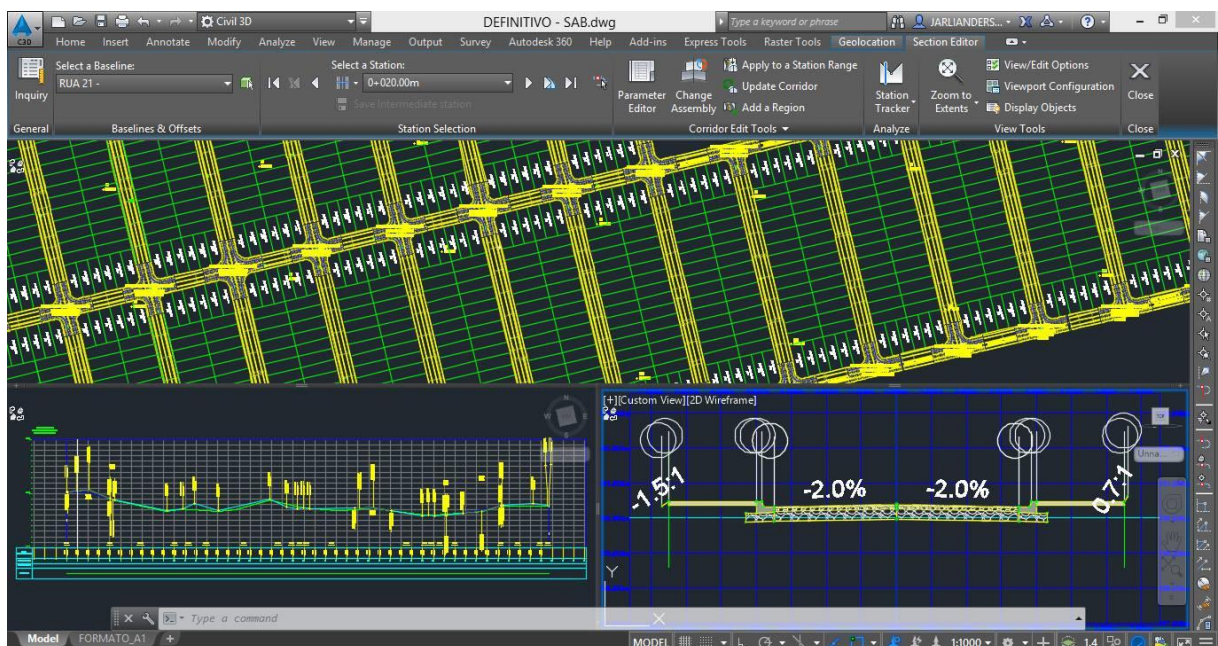 Civil 3D
DEFINITIVO - SAB.dwg
Type a keyword or phrase
JARLIANDERS...
C3D
Home Insert Annotate Modify Analyze View Manage Output Survey Autodesk 360 Help Add-ins Express Tools Raster Tools Geolocation Section Editor
Inquiry
Select a Baseline:
RUA 21 -
Select a Station:
0+020.00m
Save Intermediate station
Parameter Editor
Change Assembly
Apply to a Station Range
Update Corridor
Add a Region
Station Tracker
Zoom to Extents
View/Edit Options
Viewport Configuration
Display Objects
Close
General
Baselines & Offsets
Station Selection
Corridor Edit Tools
Analyze
View Tools
Close
[+][Custom View][2D Wireframe]
Unna...
-1.5:1
-2.0%
-2.0%
0.7:1
Y
X
Type a command
Model FORMATO_A1 +
MODEL
1:1000
1.4